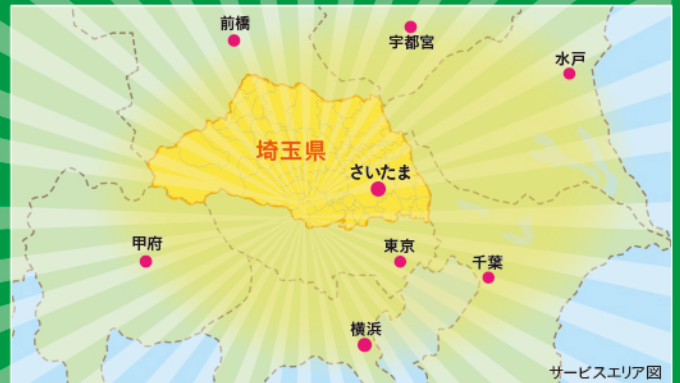 前橋
宇都宮
水戸
埼玉県
さいたま
甲府
東京
千葉
横浜
サービスエリア図